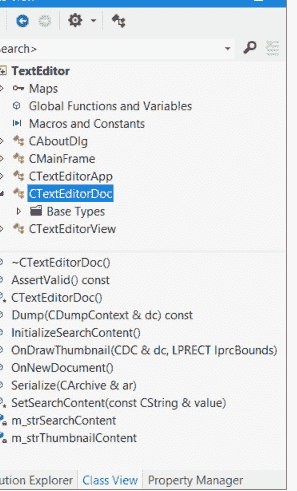 search>
TextEditor
Maps
Global Functions and Variables
Macros and Constants
CAboutDlg
CMainFrame
CTextEditorApp
CTextEditorDoc
Base Types
CTextEditorView
~CTextEditorDoc()
AssertValid() const
CTextEditorDoc()
Dump(CDumpContext & dc) const
InitializeSearchContent()
OnDrawThumbnail(CDC & dc, LPRECT lprcBounds)
OnNewDocument()
Serialize(CArchive & ar)
SetSearchContent(const CString & value)
m_strSearchContent
m_strThumbnailContent
ution Explorer Class View Property Manager